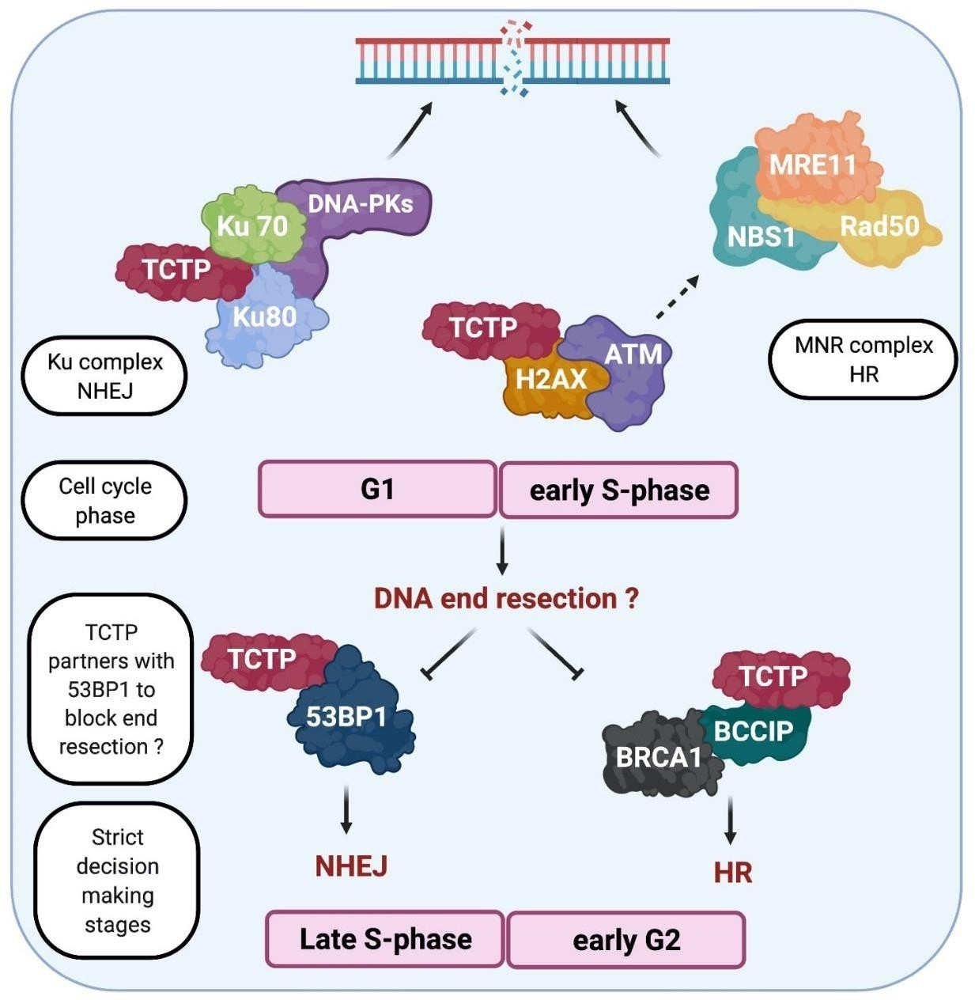 DNA-PKs
Ku 70
TCTP
Ku80
MRE11
NBS1
Rad50
TCTP
H2AX
ATM
Ku complex
NHEJ
MNR complex
HR
Cell cycle
phase
G1
early S-phase
DNA end resection ?
TCTP
partners with
53BP1 to
block end
resection ?
TCTP
53BP1
TCTP
BCCIP
BRCA1
Strict
decision
making
stages
NHEJ
HR
Late S-phase
early G2